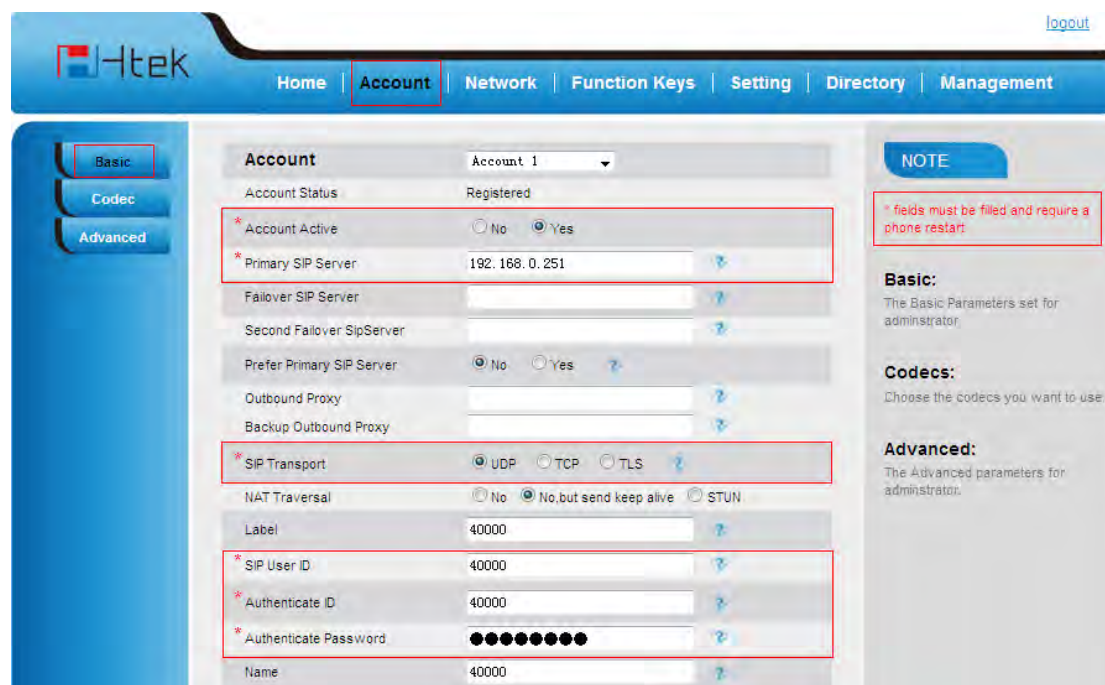 logout
Htek
Home | Account | Network | Function Keys | Setting | Directory | Management
Basic
Codec
Advanced
Account Account 1
Account Status Registered
* Account Active No Yes
* Primary SIP Server 192.168.0.251 ?
Failover SIP Server ?
Second Failover SipServer ?
Prefer Primary SIP Server No Yes ?
Outbound Proxy ?
Backup Outbound Proxy ?
* SIP Transport UDP TCP TLS ?
NAT Traversal No No,but send keep alive STUN
Label 40000 ?
* SIP User ID 40000 ?
* Authenticate ID 40000 ?
* Authenticate Password ●●●●●●●● ?
Name 40000 ?
NOTE
* fields must be filled and require a
phone restart
Basic:
The Basic Parameters set for
adminstrator
Codecs:
Choose the codecs you want to use
Advanced:
The Advanced parameters for
adminstrator.